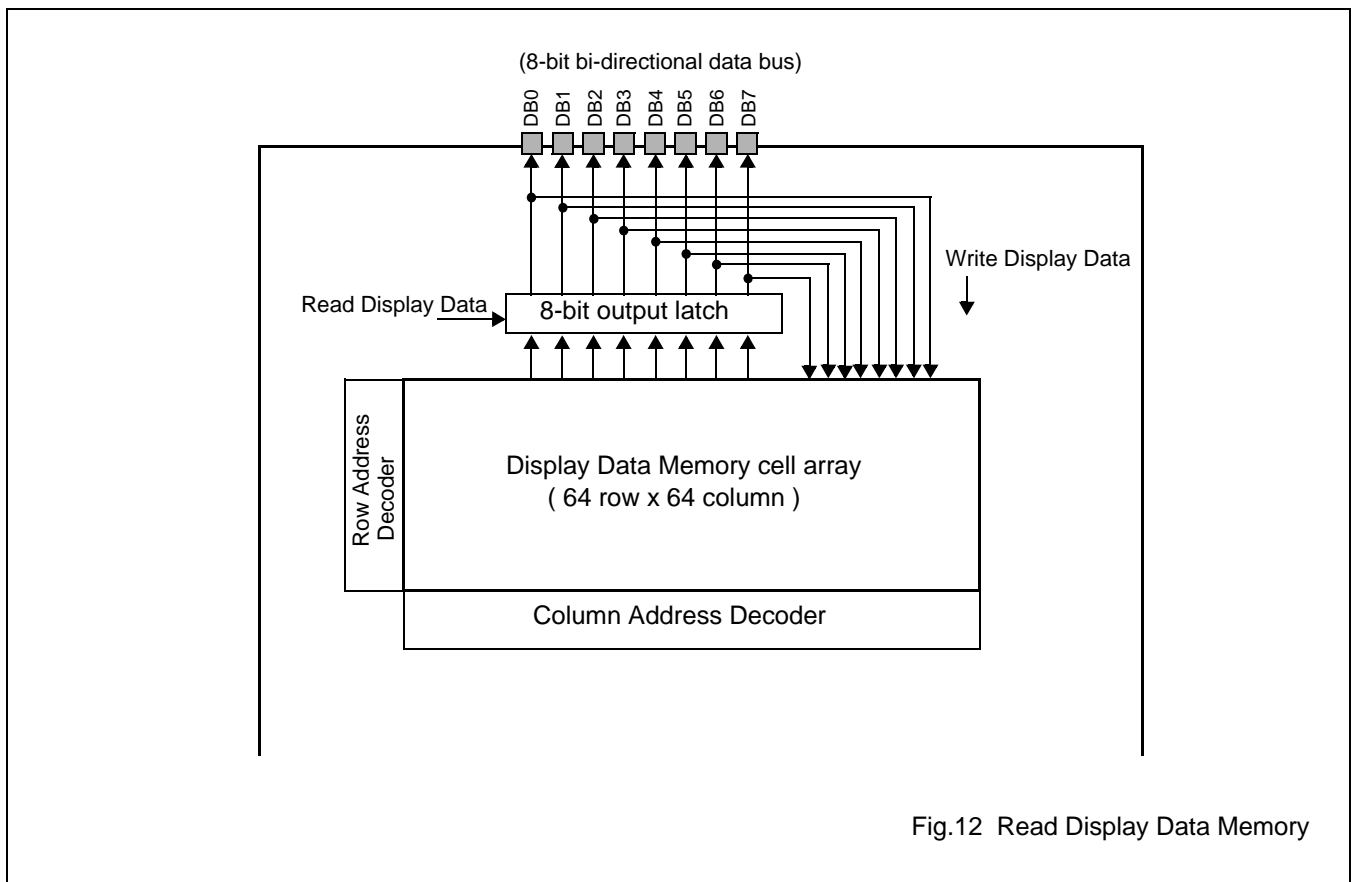 (8-bit bi-directional data bus)
DB0
DB1
DB2
DB3
DB4
DB5
DB6
DB7
Write Display Data
Read Display Data
8-bit output latch
Row Address
Decoder
Display Data Memory cell array
( 64 row x 64 column )
Column Address Decoder
Fig.12 Read Display Data Memory